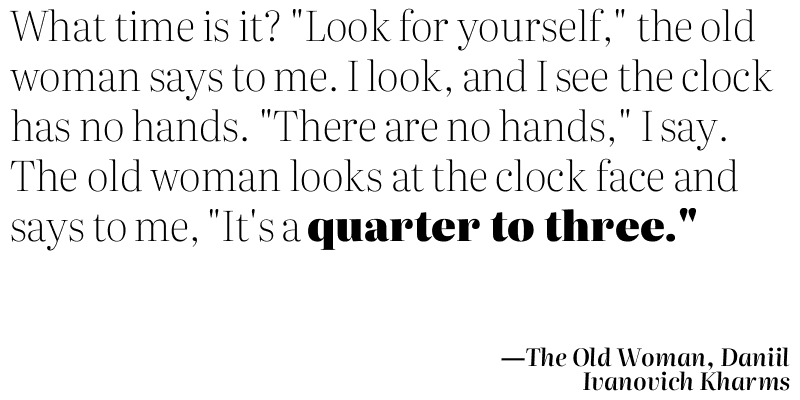 What time is it? "Look for yourself," the old
woman says to me. I look, and I see the clock
has no hands. "There are no hands," I say.
The old woman looks at the clock face and
says to me, "It's a quarter to three."
—The Old Woman, Daniil
Ivanovich Kharms